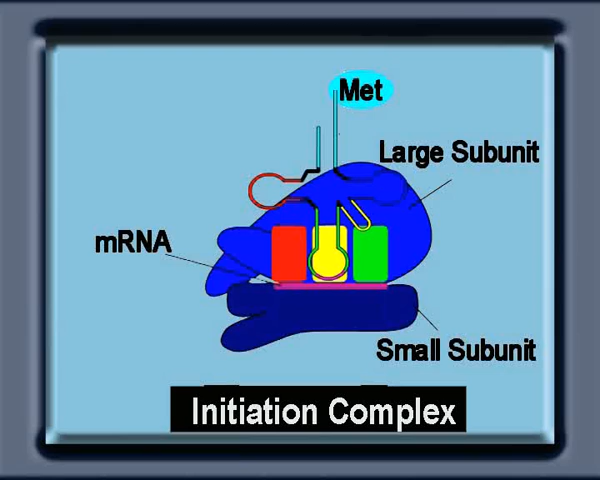 Met
Large Subunit
mRNA
Small Subunit
Initiation Complex